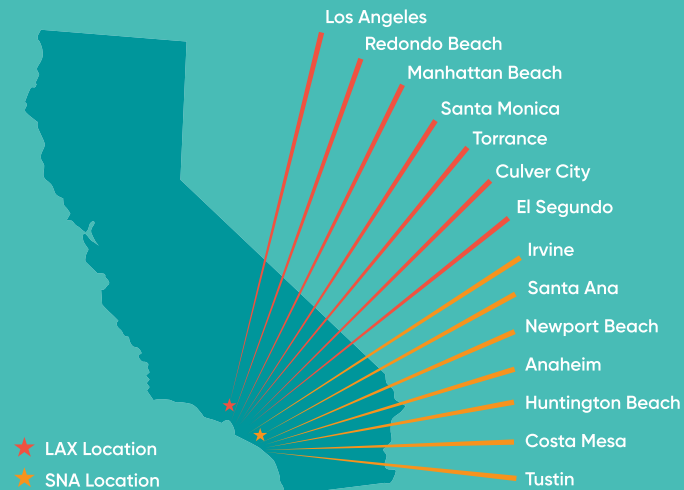 Los Angeles
Redondo Beach
Manhattan Beach
Santa Monica
Torrance
Culver City
El Segundo
Irvine
Santa Ana
Newport Beach
Anaheim
Huntington Beach
Costa Mesa
Tustin
LAX Location
SNA Location